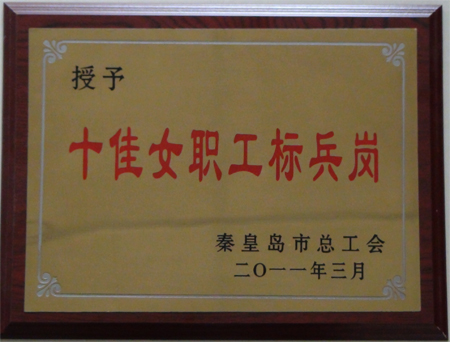 授予
十佳女职工标兵岗
秦皇岛市总工会
二〇一一年三月